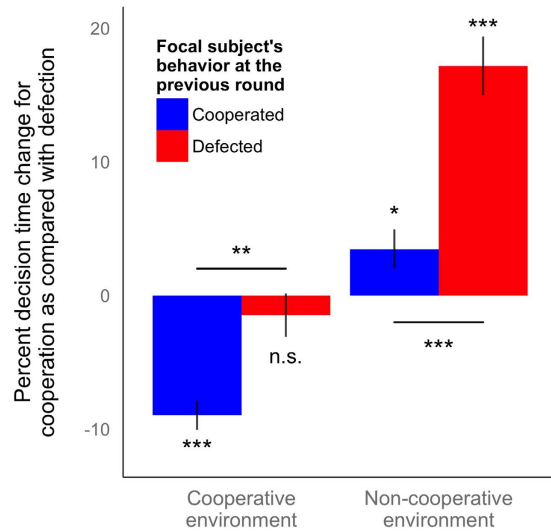 Percent decision time change for
cooperation as compared with defection
20
10
0
-10
Focal subject's
behavior at the
previous round
Cooperated
Defected
***
*
**
n.s.
***
***
Cooperative
environment
Non-cooperative
environment